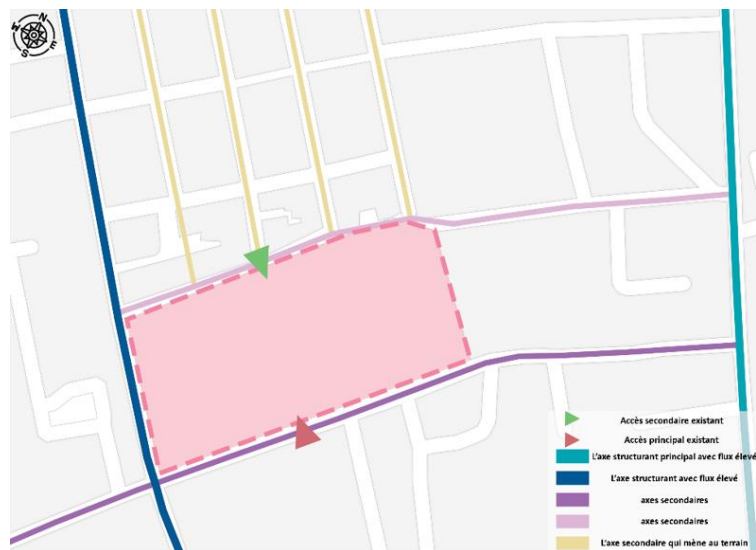 N
W
E
S
Accès secondaire existant
Accès principal existant
L'axe structurant principal avec flux élevé
L'axe structurant avec flux élevé
axes secondaires
axes secondaires
L'axe secondaire qui mène au terrain